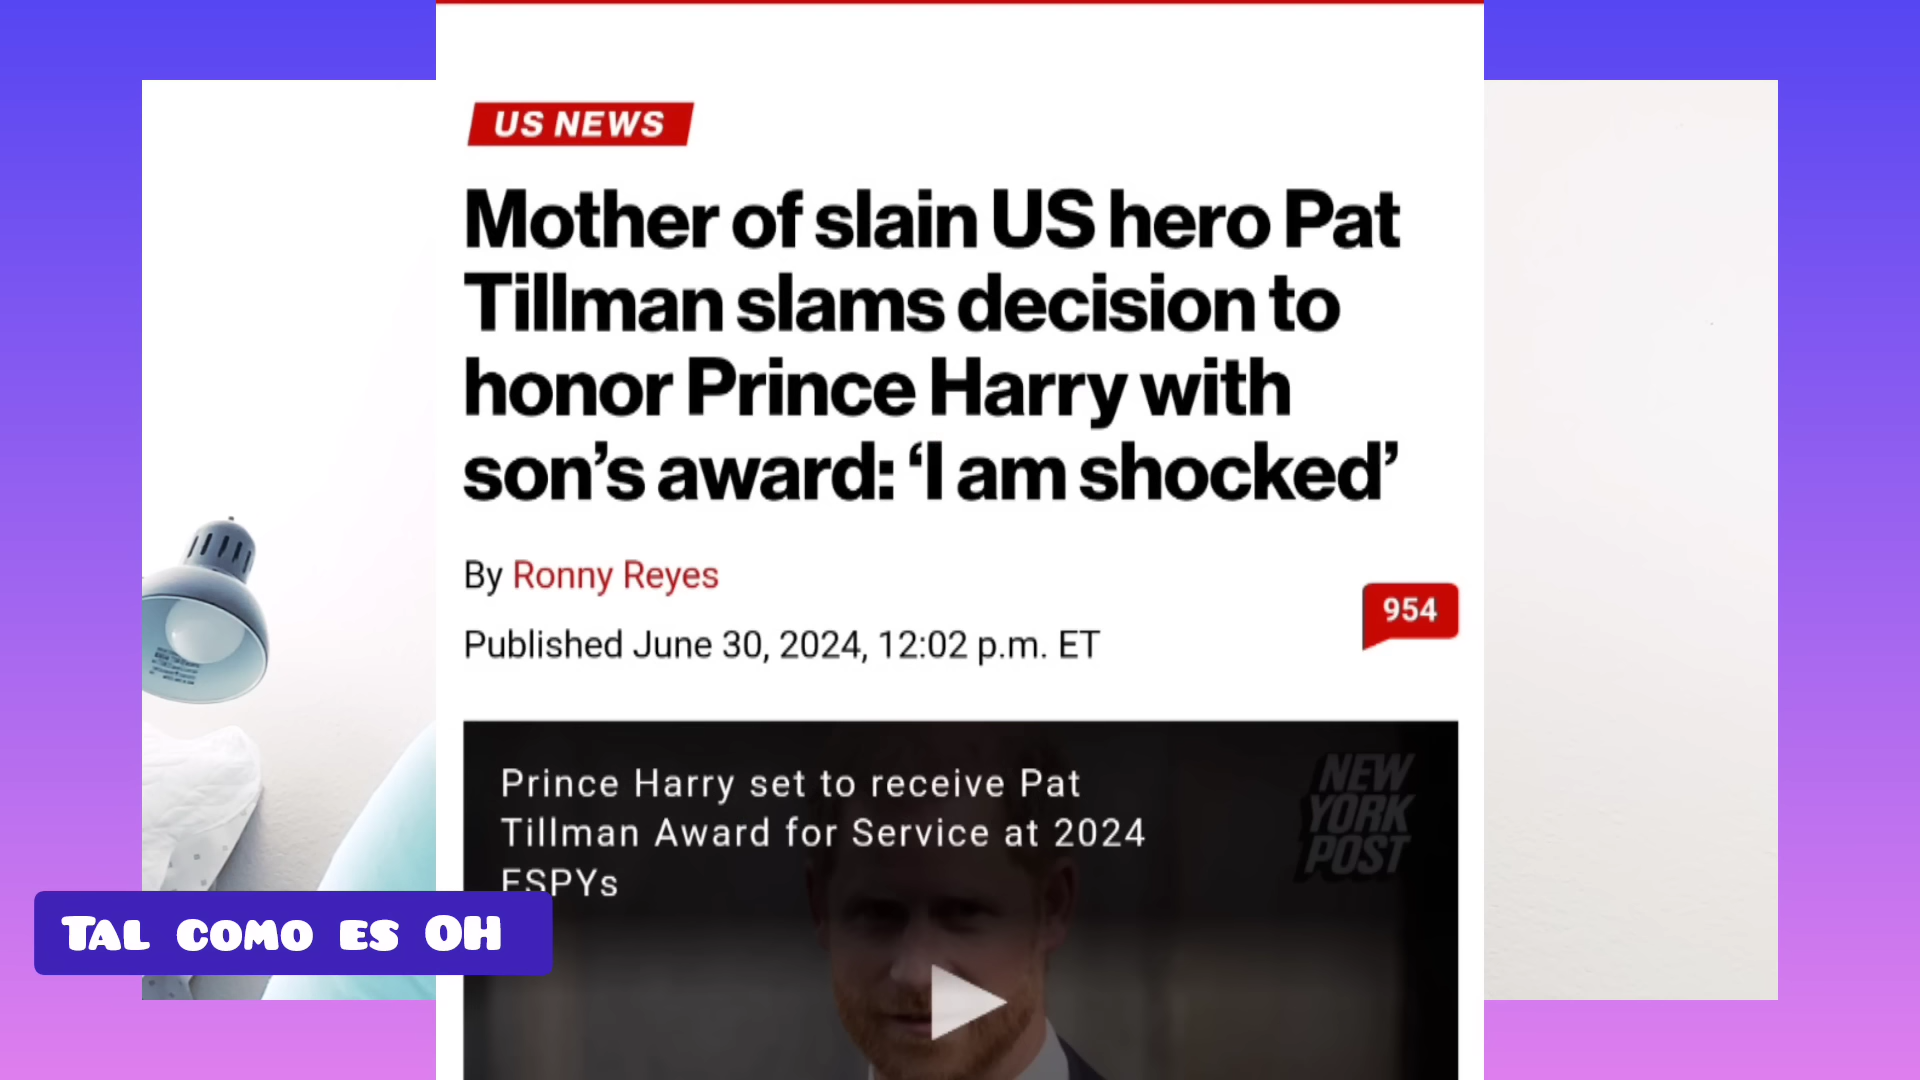 US NEWS
Mother of slain US hero Pat
Tillman slams decision to
honor Prince Harry with
son’s award: ‘I am shocked’
By Ronny Reyes
954
Published June 30, 2024, 12:02 p.m. ET
Prince Harry set to receive Pat
Tillman Award for Service at 2024
ESPYs
NEW
YORK
POST
TAL COMO ES OH